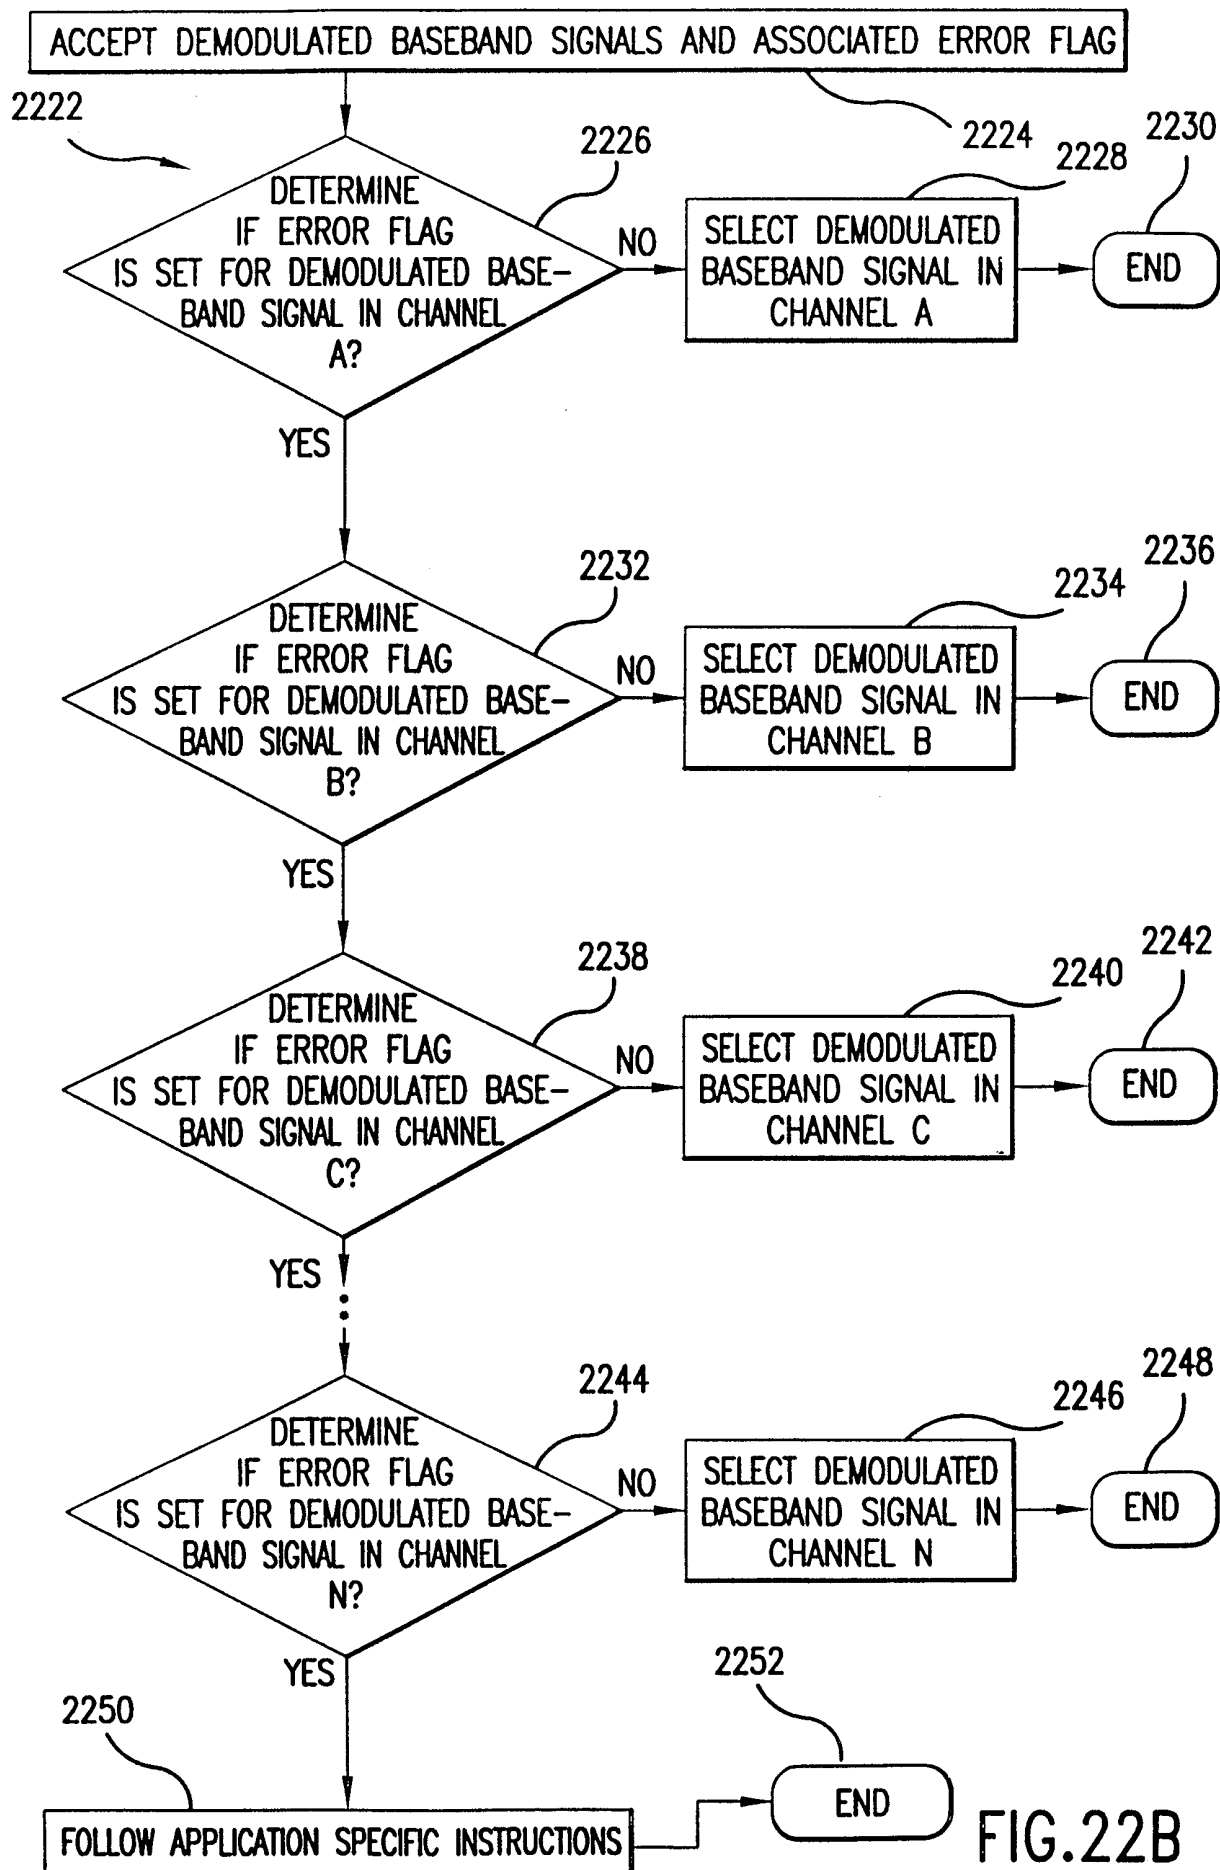 ACCEPT DEMODULATED BASEBAND SIGNALS AND ASSOCIATED ERROR FLAG
2222
2224
2226
DETERMINE
IF ERROR FLAG
IS SET FOR DEMODULATED BASE-
BAND SIGNAL IN CHANNEL
A?
NO
2228
SELECT DEMODULATED
BASEBAND SIGNAL IN
CHANNEL A
2230
END
YES
2232
DETERMINE
IF ERROR FLAG
IS SET FOR DEMODULATED BASE-
BAND SIGNAL IN CHANNEL
B?
NO
2234
SELECT DEMODULATED
BASEBAND SIGNAL IN
CHANNEL B
2236
END
YES
2238
DETERMINE
IF ERROR FLAG
IS SET FOR DEMODULATED BASE-
BAND SIGNAL IN CHANNEL
C?
NO
2240
SELECT DEMODULATED
BASEBAND SIGNAL IN
CHANNEL C
2242
END
YES
2244
DETERMINE
IF ERROR FLAG
IS SET FOR DEMODULATED BASE-
BAND SIGNAL IN CHANNEL
N?
NO
2246
SELECT DEMODULATED
BASEBAND SIGNAL IN
CHANNEL N
2248
END
YES
2250
FOLLOW APPLICATION SPECIFIC INSTRUCTIONS
2252
END
FIG.22B